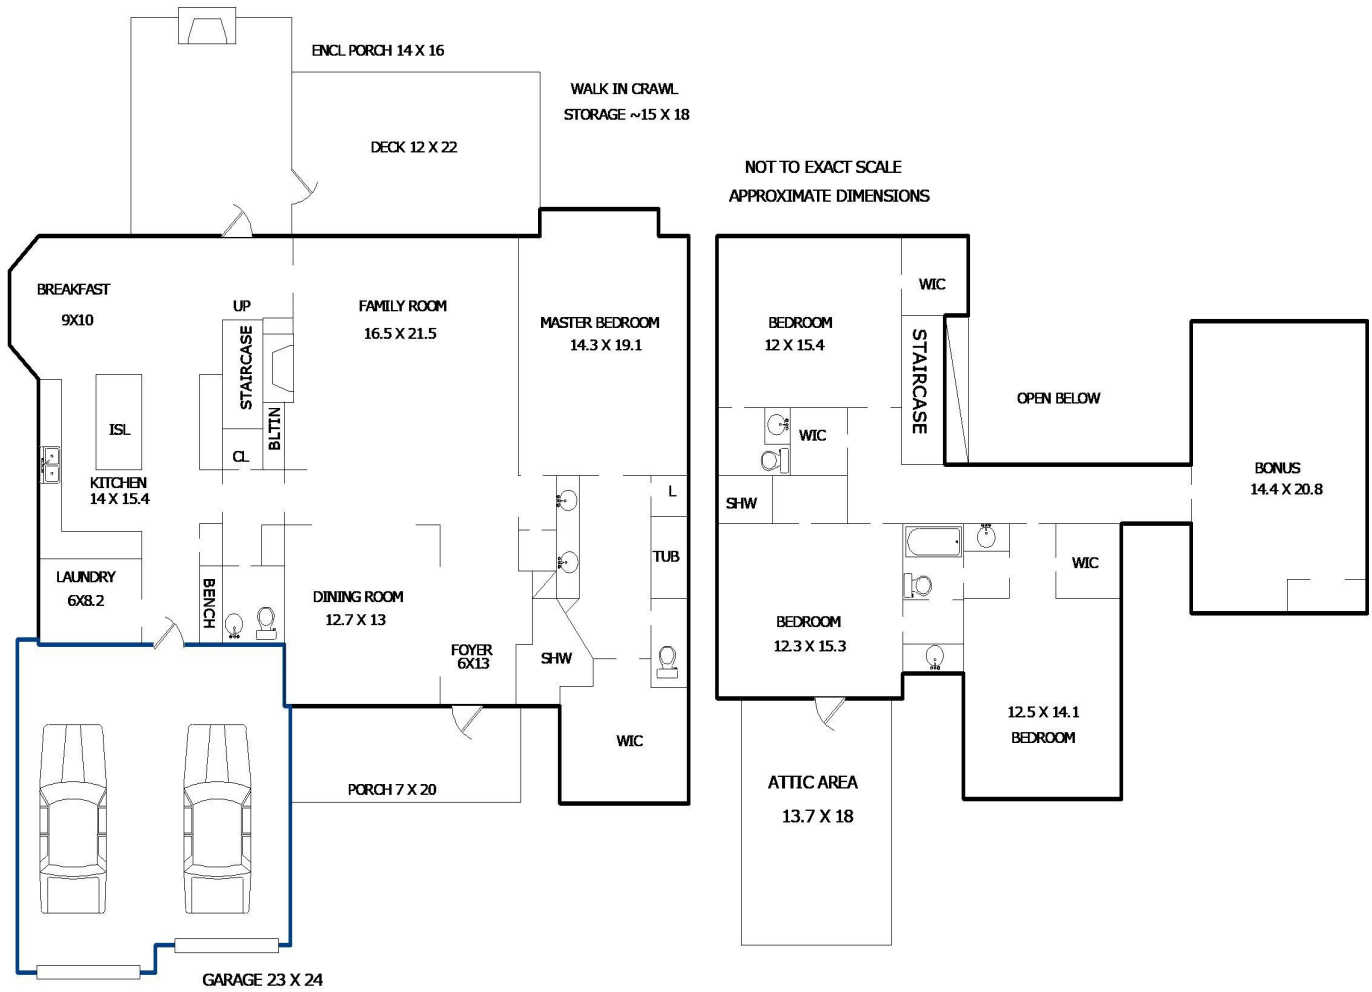 ENCL PORCH 14 X 16
WALK IN CRAWL
STORAGE ~15 X 18
DECK 12 X 22
NOT TO EXACT SCALE
APPROXIMATE DIMENSIONS
BREAKFAST
9X10
UP
STAIRCASE
BLTIN
CL
FAMILY ROOM
16.5 X 21.5
MASTER BEDROOM
14.3 X 19.1
ISL
KITCHEN
14 X 15.4
LAUNDRY
6X8.2
BENCH
DINING ROOM
12.7 X 13
FOYER
6X13
SHW
L
TUB
WIC
PORCH 7 X 20
GARAGE 23 X 24
BEDROOM
12 X 15.4
WIC
STAIRCASE
OPEN BELOW
WIC
SHW
BONUS
14.4 X 20.8
WIC
BEDROOM
12.3 X 15.3
12.5 X 14.1
BEDROOM
ATTIC AREA
13.7 X 18